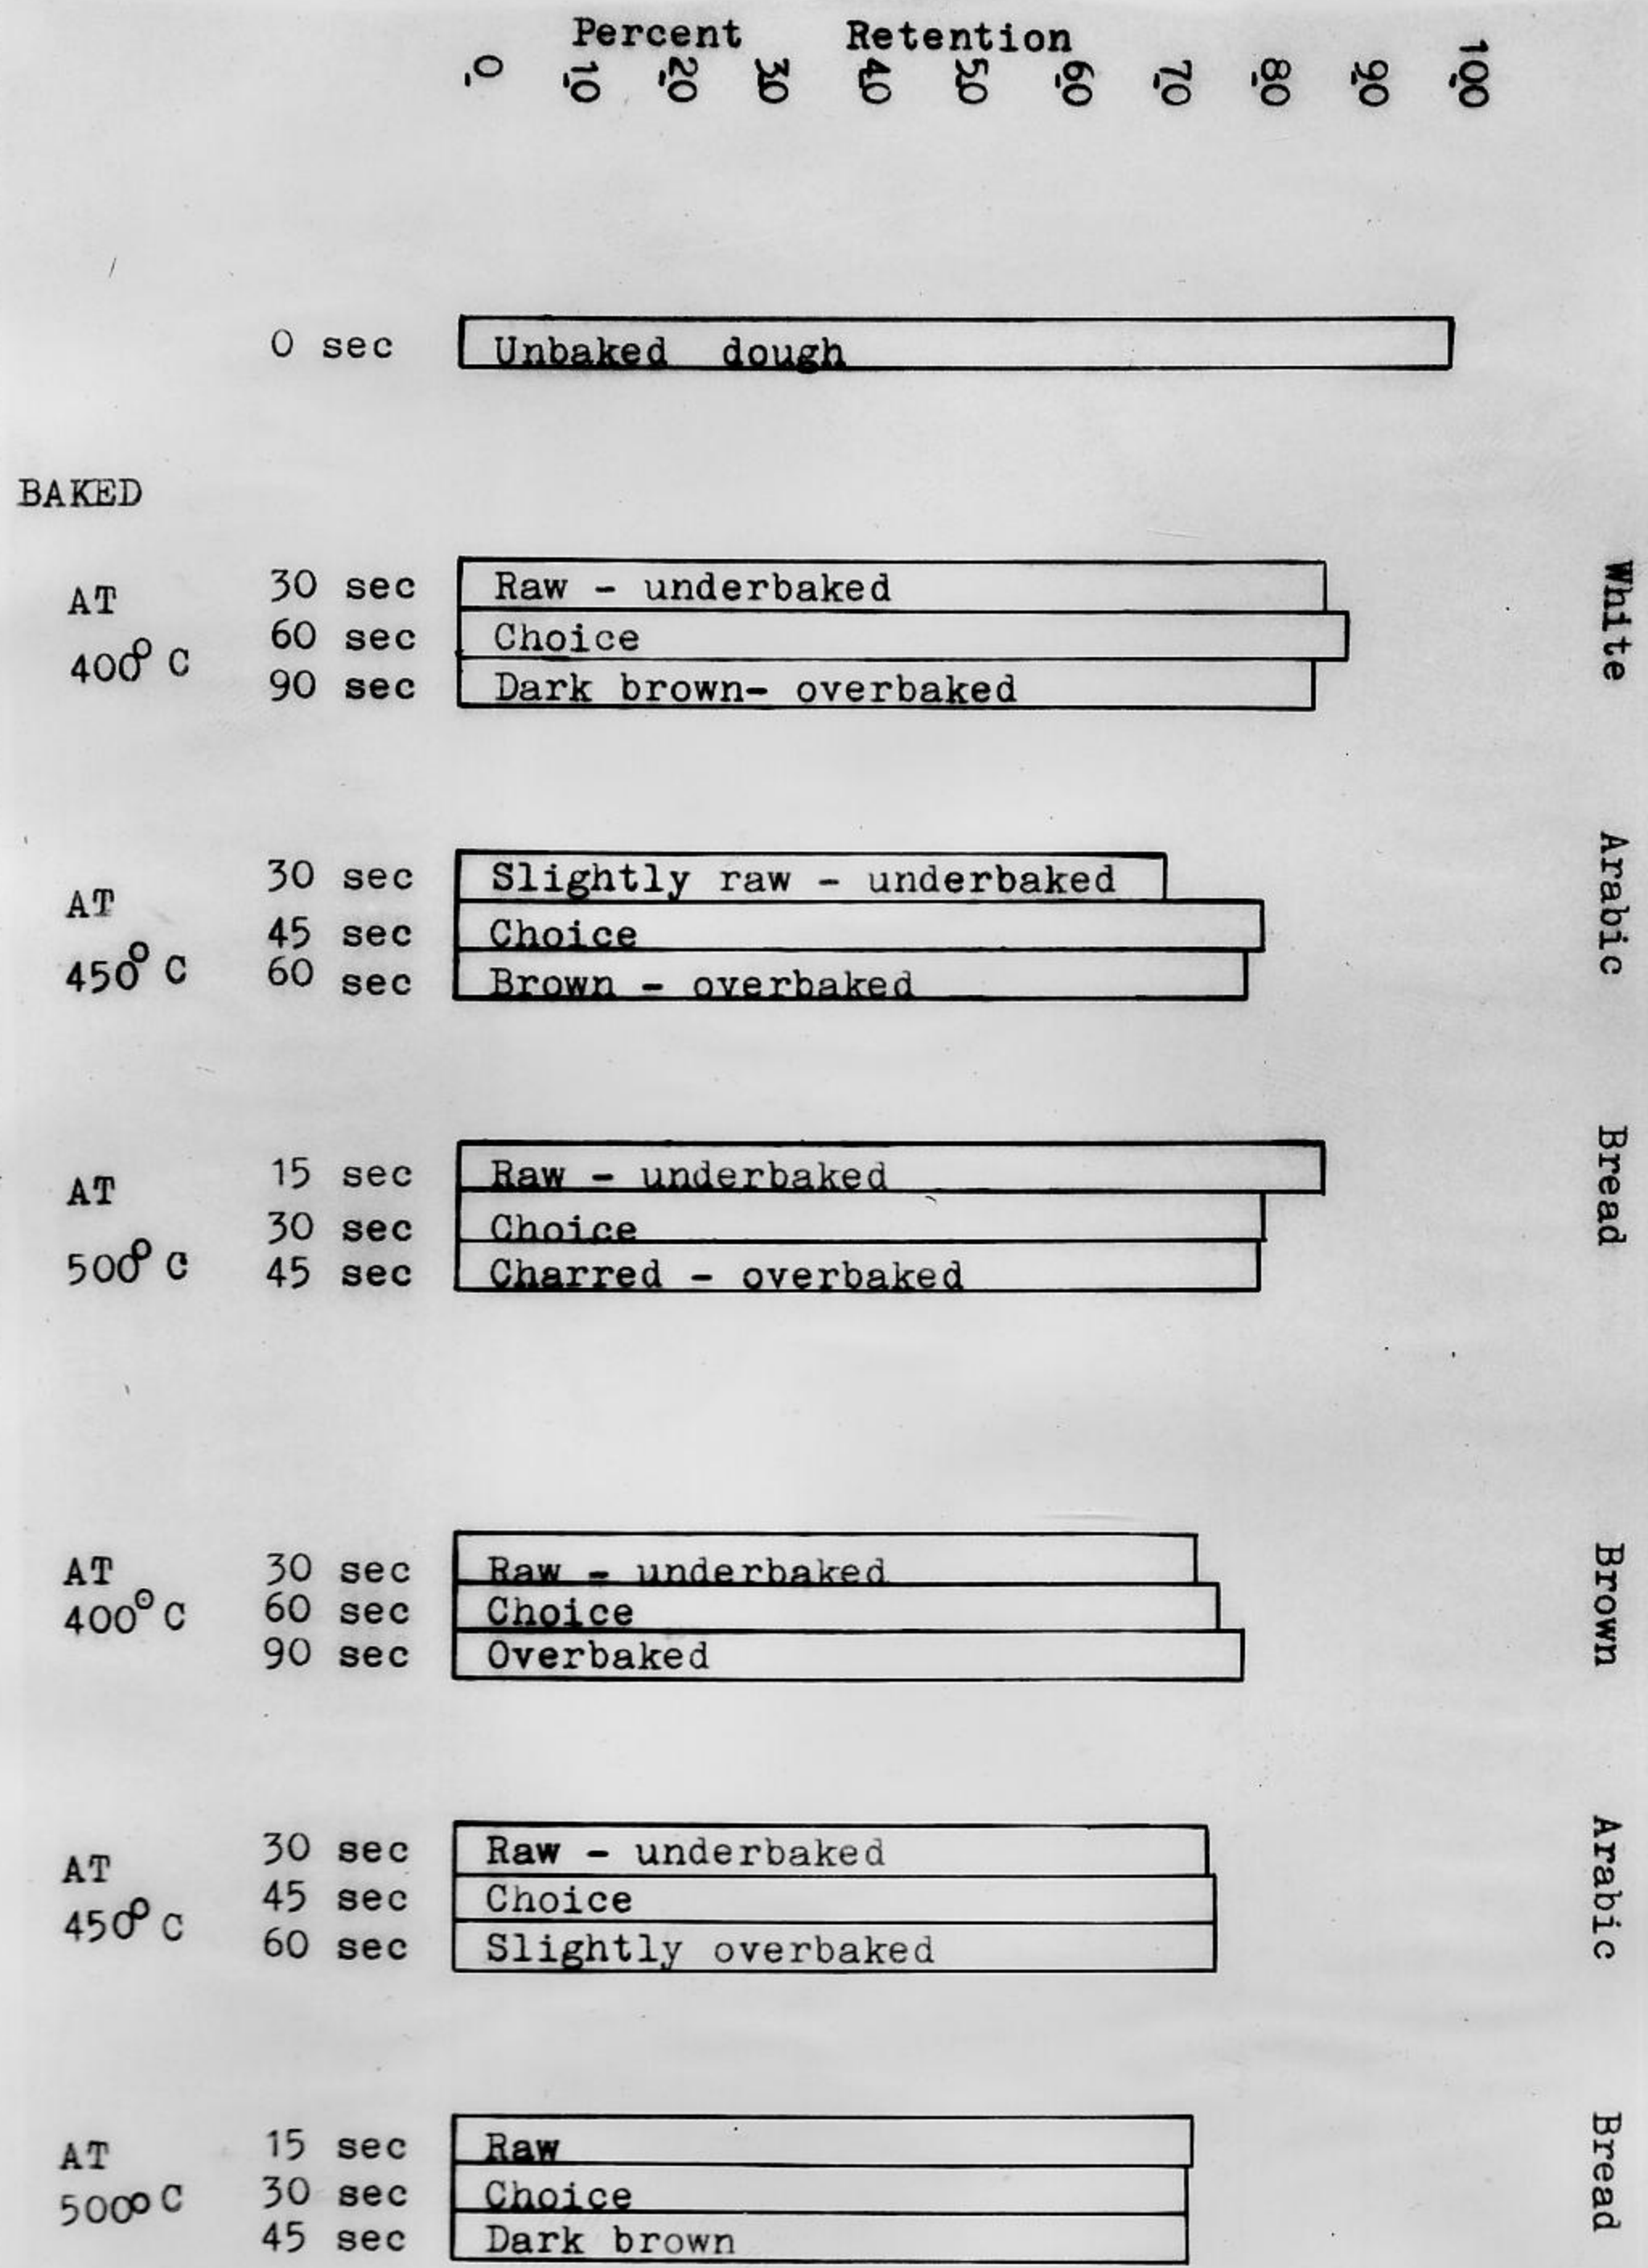 Percent Retention
0 10 20 30 40 50 60 70 80 90 100
0 sec Unbaked dough
BAKED
AT 400° C
30 sec Raw - underbaked
60 sec Choice
90 sec Dark brown- overbaked
White
AT 450° C
30 sec Slightly raw - underbaked
45 sec Choice
60 sec Brown - overbaked
Arabic
AT 500° C
15 sec Raw - underbaked
30 sec Choice
45 sec Charred - overbaked
Bread
AT 400° C
30 sec Raw - underbaked
60 sec Choice
90 sec Overbaked
Brown
AT 450° C
30 sec Raw - underbaked
45 sec Choice
60 sec Slightly overbaked
Arabic
AT 500° C
15 sec Raw
30 sec Choice
45 sec Dark brown
Bread